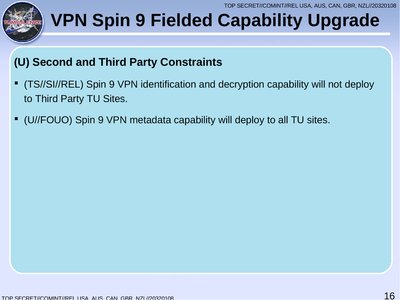 TOP SECRET//COMINT//REL USA, AUS, CAN, GBR, NZL//20320108
VPN Spin 9 Fielded Capability Upgrade
(U) Second and Third Party Constraints
▪ (TS//SI//REL) Spin 9 VPN identification and decryption capability will not deploy
to Third Party TU Sites.
▪ (U//FOUO) Spin 9 VPN metadata capability will deploy to all TU sites.
TOP SECRET//COMINT//REL USA, AUS, CAN, GBR, NZL//20320108
16